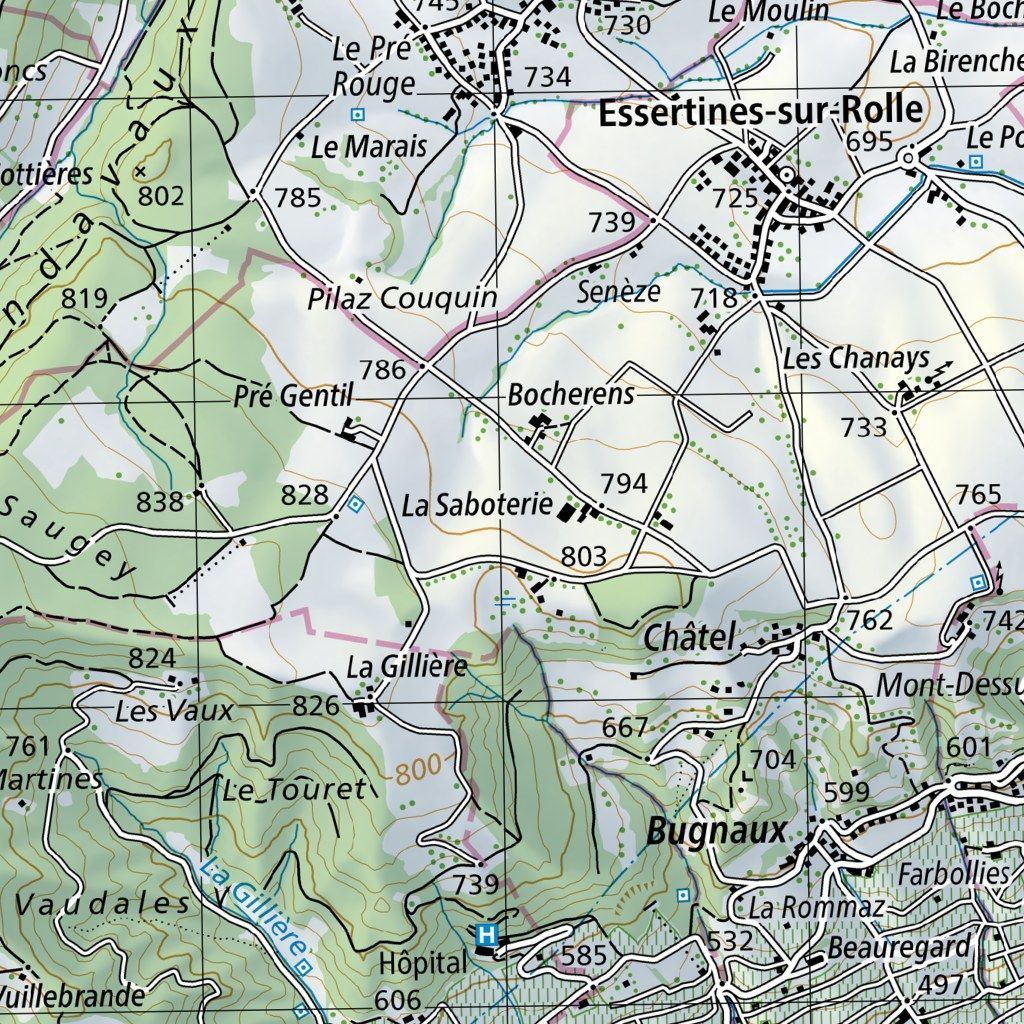 745
730
Le Moulin
Le Pré
Rouge
734
La Birenche
Essertines-sur-Rolle
695
Le Marais
802
785
725
739
819
Pilaz Couquin
Senèze
718
786
Les Chanays
Pré Gentil
Bocherens
733
838
828
La Saboterie
794
765
Saugey
803
762
742
Châtel
824
La Gillière
Les Vaux
826
Mont-Dessu
667
761
Martines
800
704
601
Le Touret
599
Bugnaux
La Gillière
739
Farbollies
Vaudales
La Rommaz
H
Hôpital
585
532
Beauregard
Vuillebrande
606
497